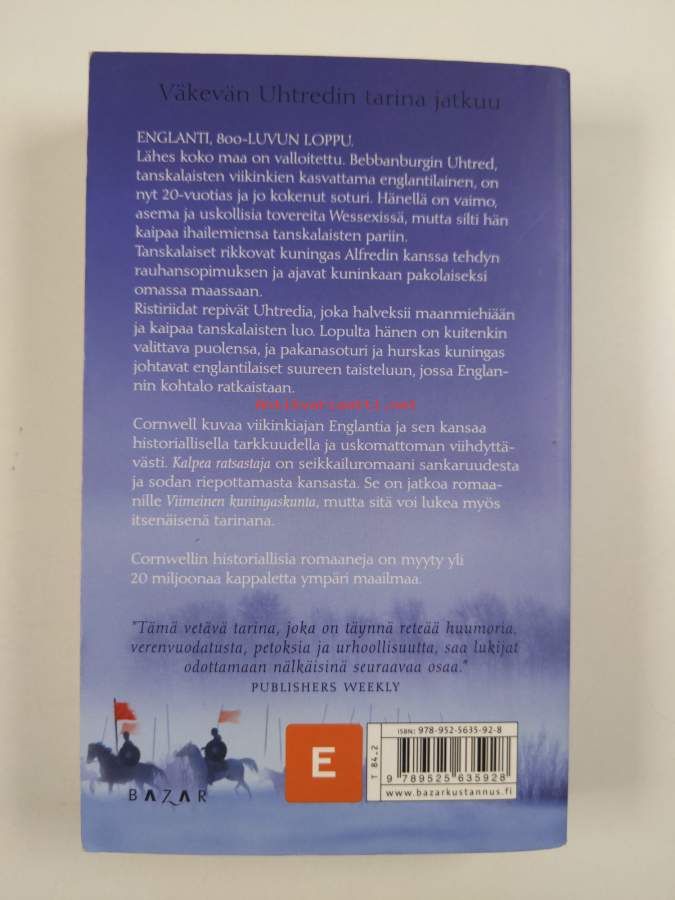 Väkevän Uhtredin tarina jatkuu
ENGLANTI, 800-LUVUN LOPPU.
Lähes koko maa on valloitettu. Bebbanburgin Uhtred,
tanskalaisten viikinkien kasvattama englantilainen, on
nyt 20-vuotias ja jo kokenut soturi. Hänellä on vaimo,
asema ja uskollisia tovereita Wessexissä, mutta silti hän
kaipaa ihailemiensa tanskalaisten pariin.
Tanskalaiset rikkovat kuningas Alfredin kanssa tehdyn
rauhansopimuksen ja ajavat kuninkaan pakolaiseksi
omassa maassaan.
Ristiriidat repivät Uhtredia, joka halveksii maanmiehiään
ja kaipaa tanskalaisten luo. Lopulta hänen on kuitenkin
valittava puolensa, ja pakanasoturi ja hurskas kuningas
johtavat englantilaiset suureen taisteluun, jossa Englan-
nin kohtalo ratkaistaan.
antikvariaatti.net
Cornwell kuvaa viikinkiajan Englantia ja sen kansaa
historiallisella tarkkuudella ja uskomattoman viihdyttä-
västi. Kalpea ratsastaja on seikkailuromaani sankaruudesta
ja sodan riepottamasta kansasta. Se on jatkoa romaa-
nille Viimeinen kuningaskunta, mutta sitä voi lukea myös
itsenäisenä tarinana.
Cornwellin historiallisia romaaneja on myyty yli
20 miljoonaa kappaletta ympäri maailmaa.
"Tämä vetävä tarina, joka on täynnä reteää huumoria,
verenvuodatusta, petoksia ja urhoollisuutta, saa lukijat
odottamaan nälkäisinä seuraavaa osaa."
PUBLISHERS WEEKLY
BAZAR
E
T 84.2
ISBN: 978-952-5635-92-8
9 789525 635928
www.bazarkustannus.fi